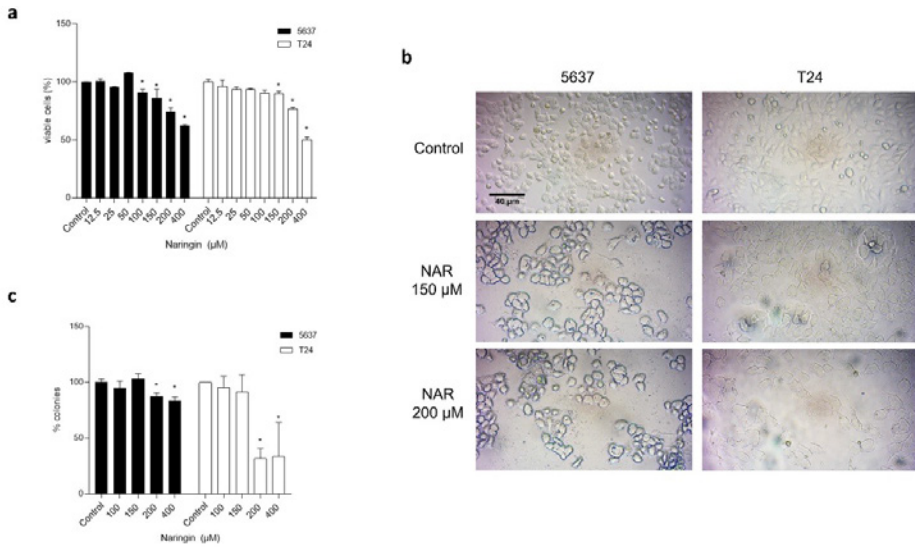 a
150
100
50
0
viable cells [%]
5637
T24
*
*
*
*
*
*
*
Control
12.5
25
50
100
150
200
400
Control
12.5
25
50
100
150
200
400
Naringin (µM)
b
5637
T24
Control
40 µm
NAR
150 µM
NAR
200 µM
c
150
100
50
0
% colonies
5637
T24
*
*
*
*
Control
100
150
200
400
Control
100
150
200
400
Naringin (µM)